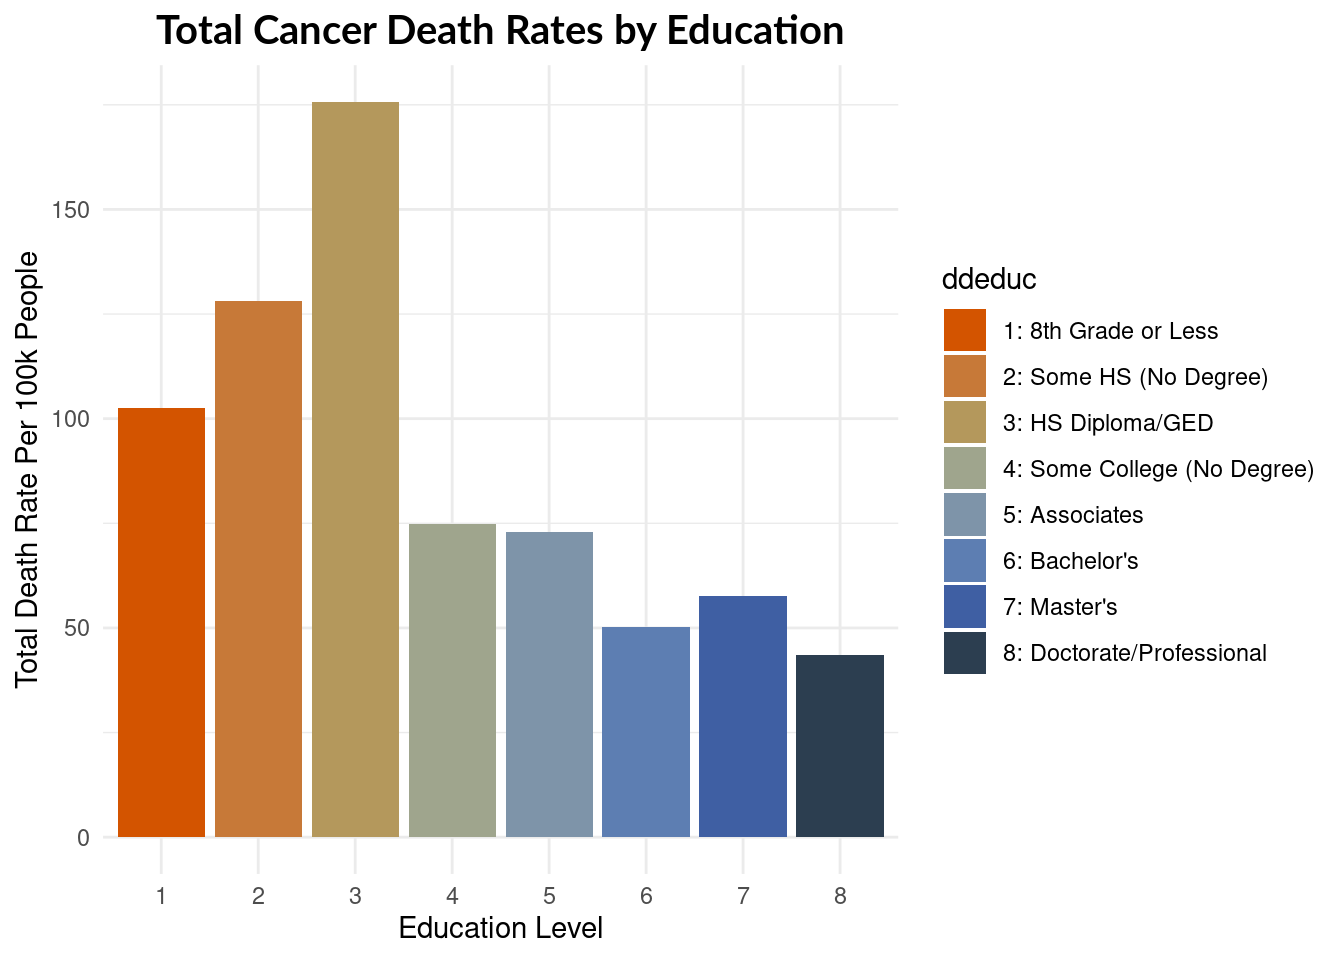 Total Cancer Death Rates by Education
Total Death Rate Per 100k People
150
100
50
0
1 2 3 4 5 6 7 8
Education Level
ddeduc
1: 8th Grade or Less
2: Some HS (No Degree)
3: HS Diploma/GED
4: Some College (No Degree)
5: Associates
6: Bachelor's
7: Master's
8: Doctorate/Professional